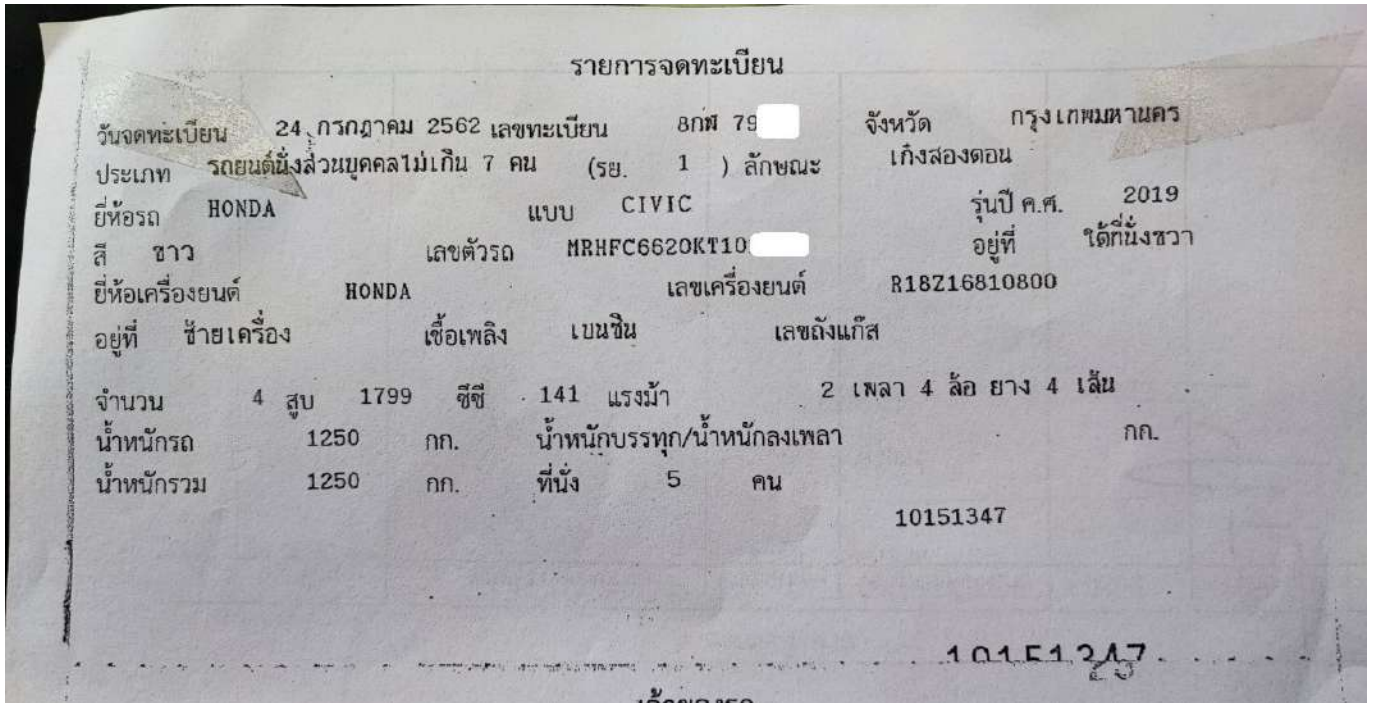 รายการจดทะเบียน
วันจดทะเบียน 24 กรกฎาคม 2562 เลขทะเบียน 8กฬ 79 จังหวัด กรุงเทพมหานคร
ประเภท รถยนต์นั่งส่วนบุคคลไม่เกิน 7 คน (รย. 1 ) ลักษณะ เก๋งสองตอน
ยี่ห้อรถ HONDA แบบ CIVIC รุ่นปี ค.ศ. 2019
สี ขาว เลขตัวรถ MRHFC6620KT10 อยู่ที่ ใต้ที่นั่งขวา
ยี่ห้อเครื่องยนต์ HONDA เลขเครื่องยนต์ R18Z16810800
อยู่ที่ ซ้ายเครื่อง เชื้อเพลิง เบนซิน เลขถังแก๊ส
จำนวน 4 สูบ 1799 ซีซี 141 แรงม้า 2 เพลา 4 ล้อ ยาง 4 เส้น
น้ำหนักรถ 1250 กก. น้ำหนักบรรทุก/น้ำหนักลงเพลา กก.
น้ำหนักรวม 1250 กก. ที่นั่ง 5 คน
10151347